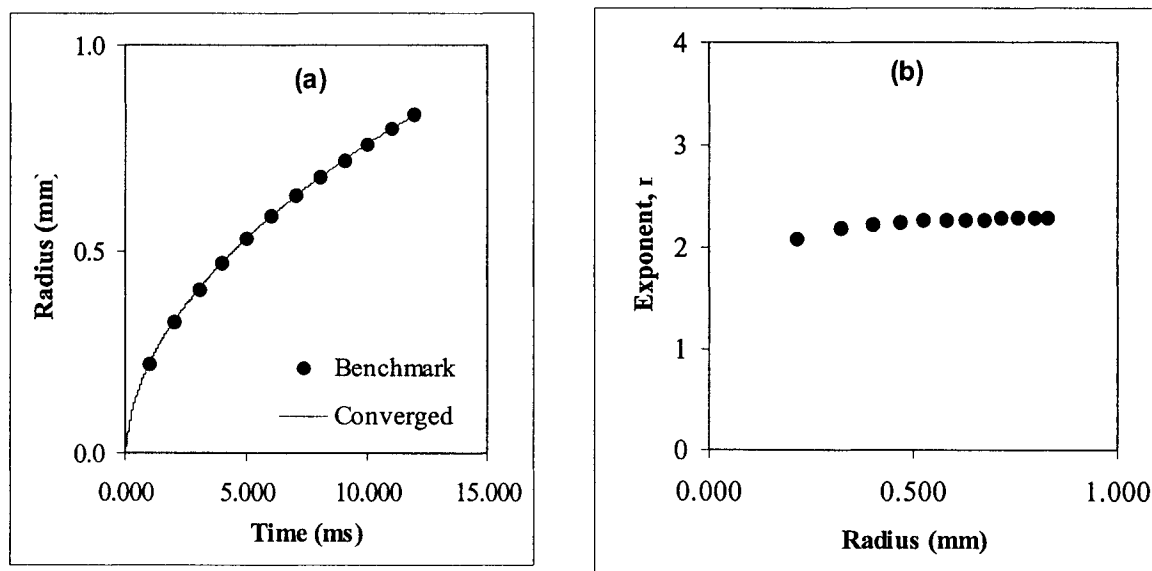 (a)
1.0
0.5
0.0
Radius (mm)
Benchmark
Converged
0.000 5.000 10.000 15.000
Time (ms)
(b)
4
3
2
1
0
Exponent, r
0.000 0.500 1.000
Radius (mm)